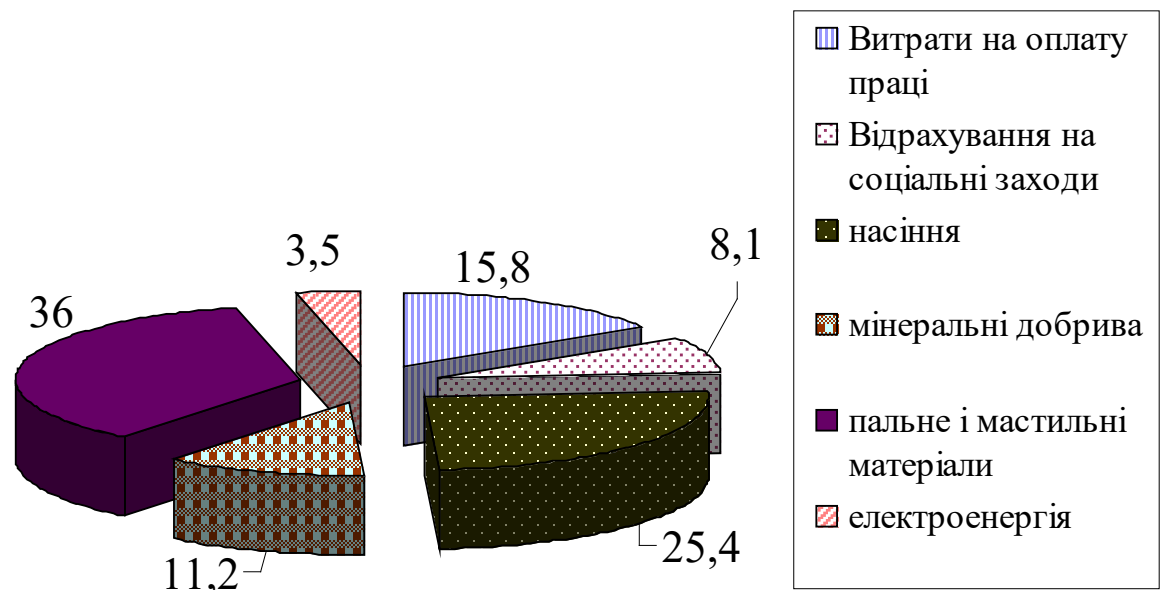 3,5
15,8
8,1
36
11,2
25,4
Витрати на оплату
праці
Відрахування на
соціальні заходи
насіння
мінеральні добрива
пальне і мастильні
матеріали
електроенергія